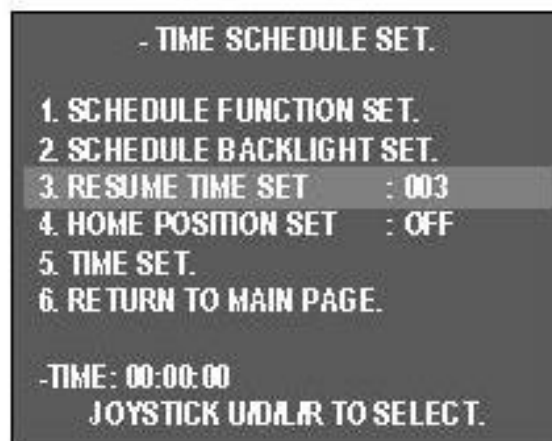 - TIME SCHEDULE SET.
1. SCHEDULE FUNCTION SET.
2. SCHEDULE BACKLIGHT SET.
3. RESUME TIME SET : 003
4. HOME POSITION SET : OFF
5. TIME SET.
6. RETURN TO MAIN PAGE.
-TIME: 00:00:00
JOYSTICK U/D/L/R TO SELECT.